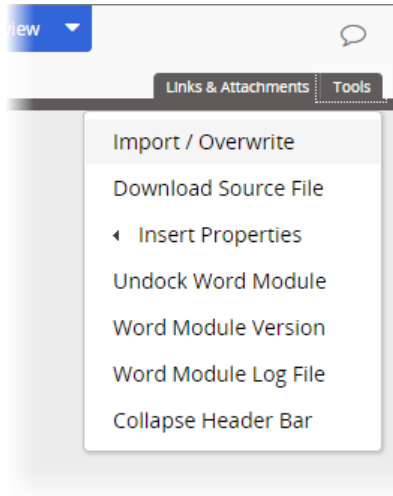 iew
Links & Attachments Tools
Import / Overwrite
Download Source File
Insert Properties
Undock Word Module
Word Module Version
Word Module Log File
Collapse Header Bar